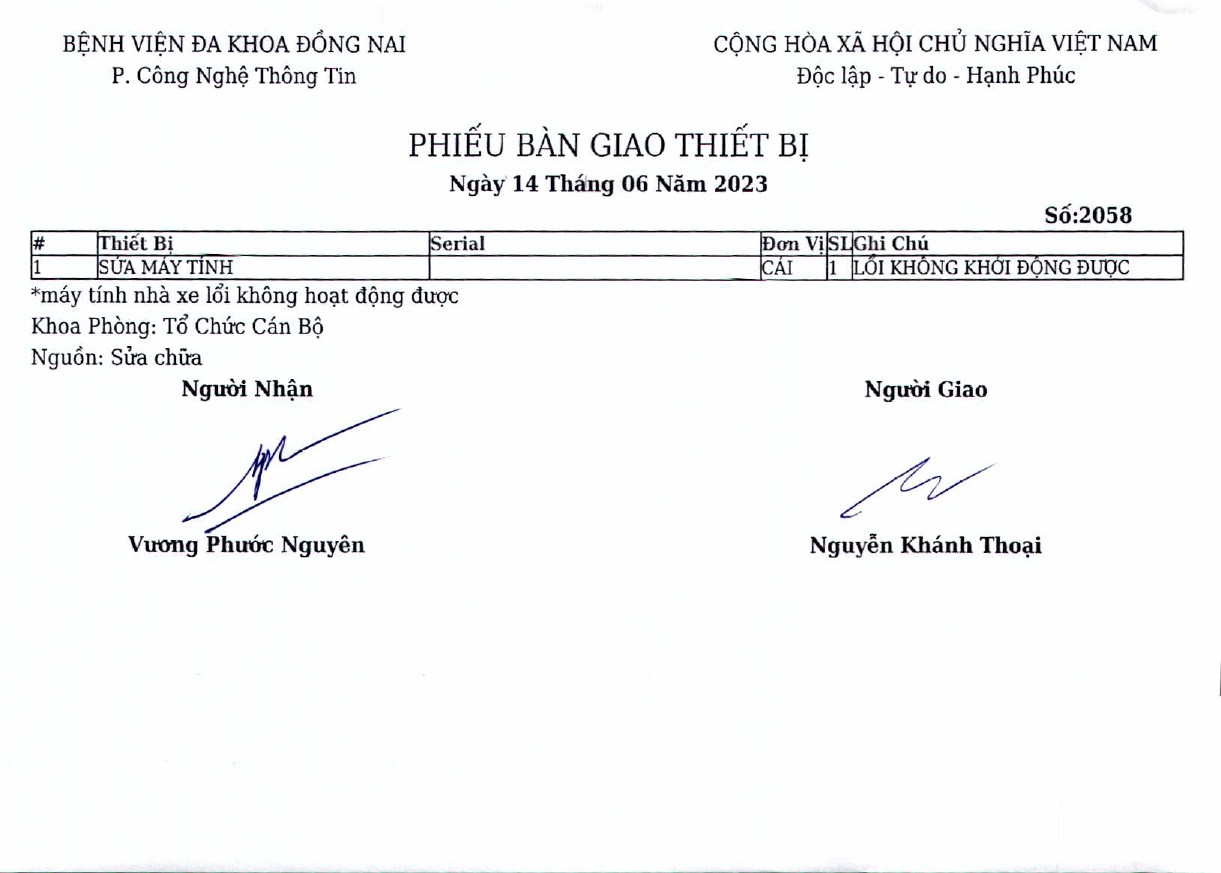 BỆNH VIỆN ĐA KHOA ĐỒNG NAI
P. Công Nghệ Thông Tin
CỘNG HÒA XÃ HỘI CHỦ NGHĨA VIỆT NAM
Độc lập - Tự do - Hạnh Phúc
PHIẾU BÀN GIAO THIẾT BỊ
Ngày 14 Tháng 06 Năm 2023
Số:2058
# Thiết Bị Serial Đơn Vị SL Ghi Chú
1 SỬA MÁY TÍNH CÁI 1 LỔI KHÔNG KHỞI ĐỘNG ĐƯỢC
*máy tính nhà xe lổi không hoạt động được
Khoa Phòng: Tổ Chức Cán Bộ
Nguồn: Sửa chữa
Người Nhận Người Giao
Vương Phước Nguyên Nguyễn Khánh Thoại